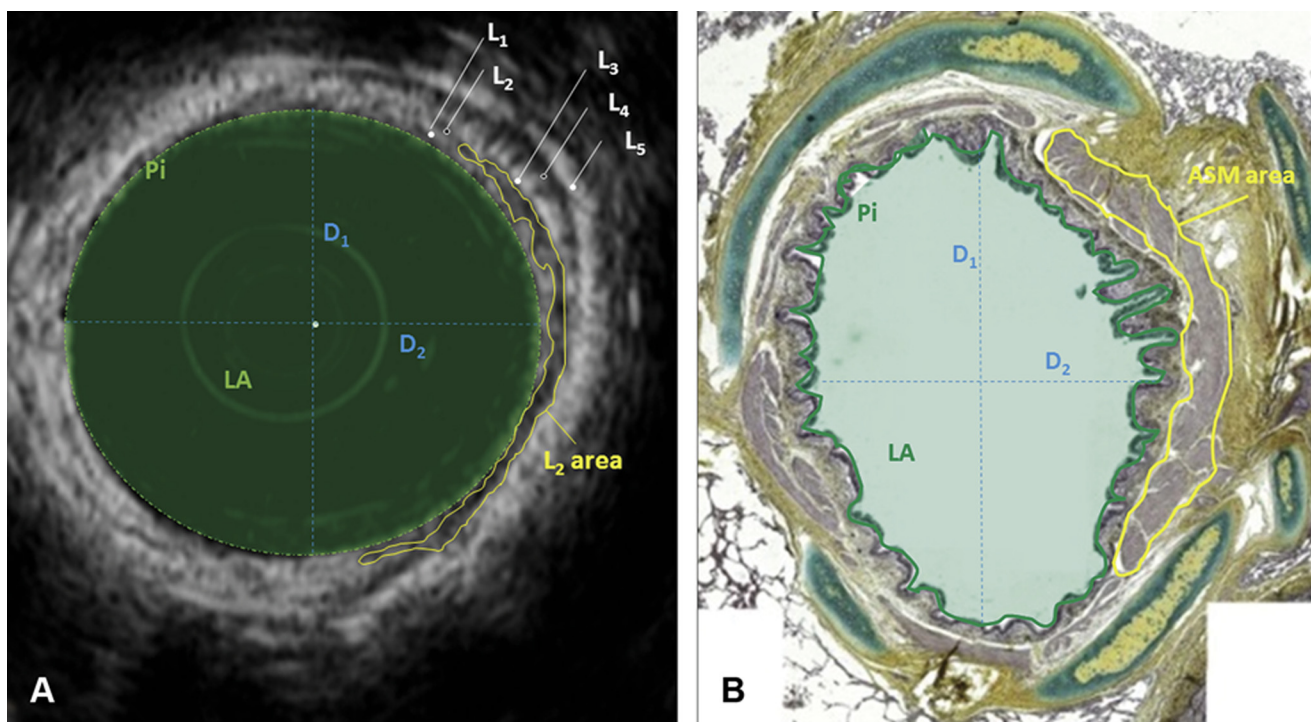 L₁
L₂
L₃
L₄
L₅
Pi
D₁
D₂
LA
L₂ area
A
ASM area
Pi
D₁
D₂
LA
B